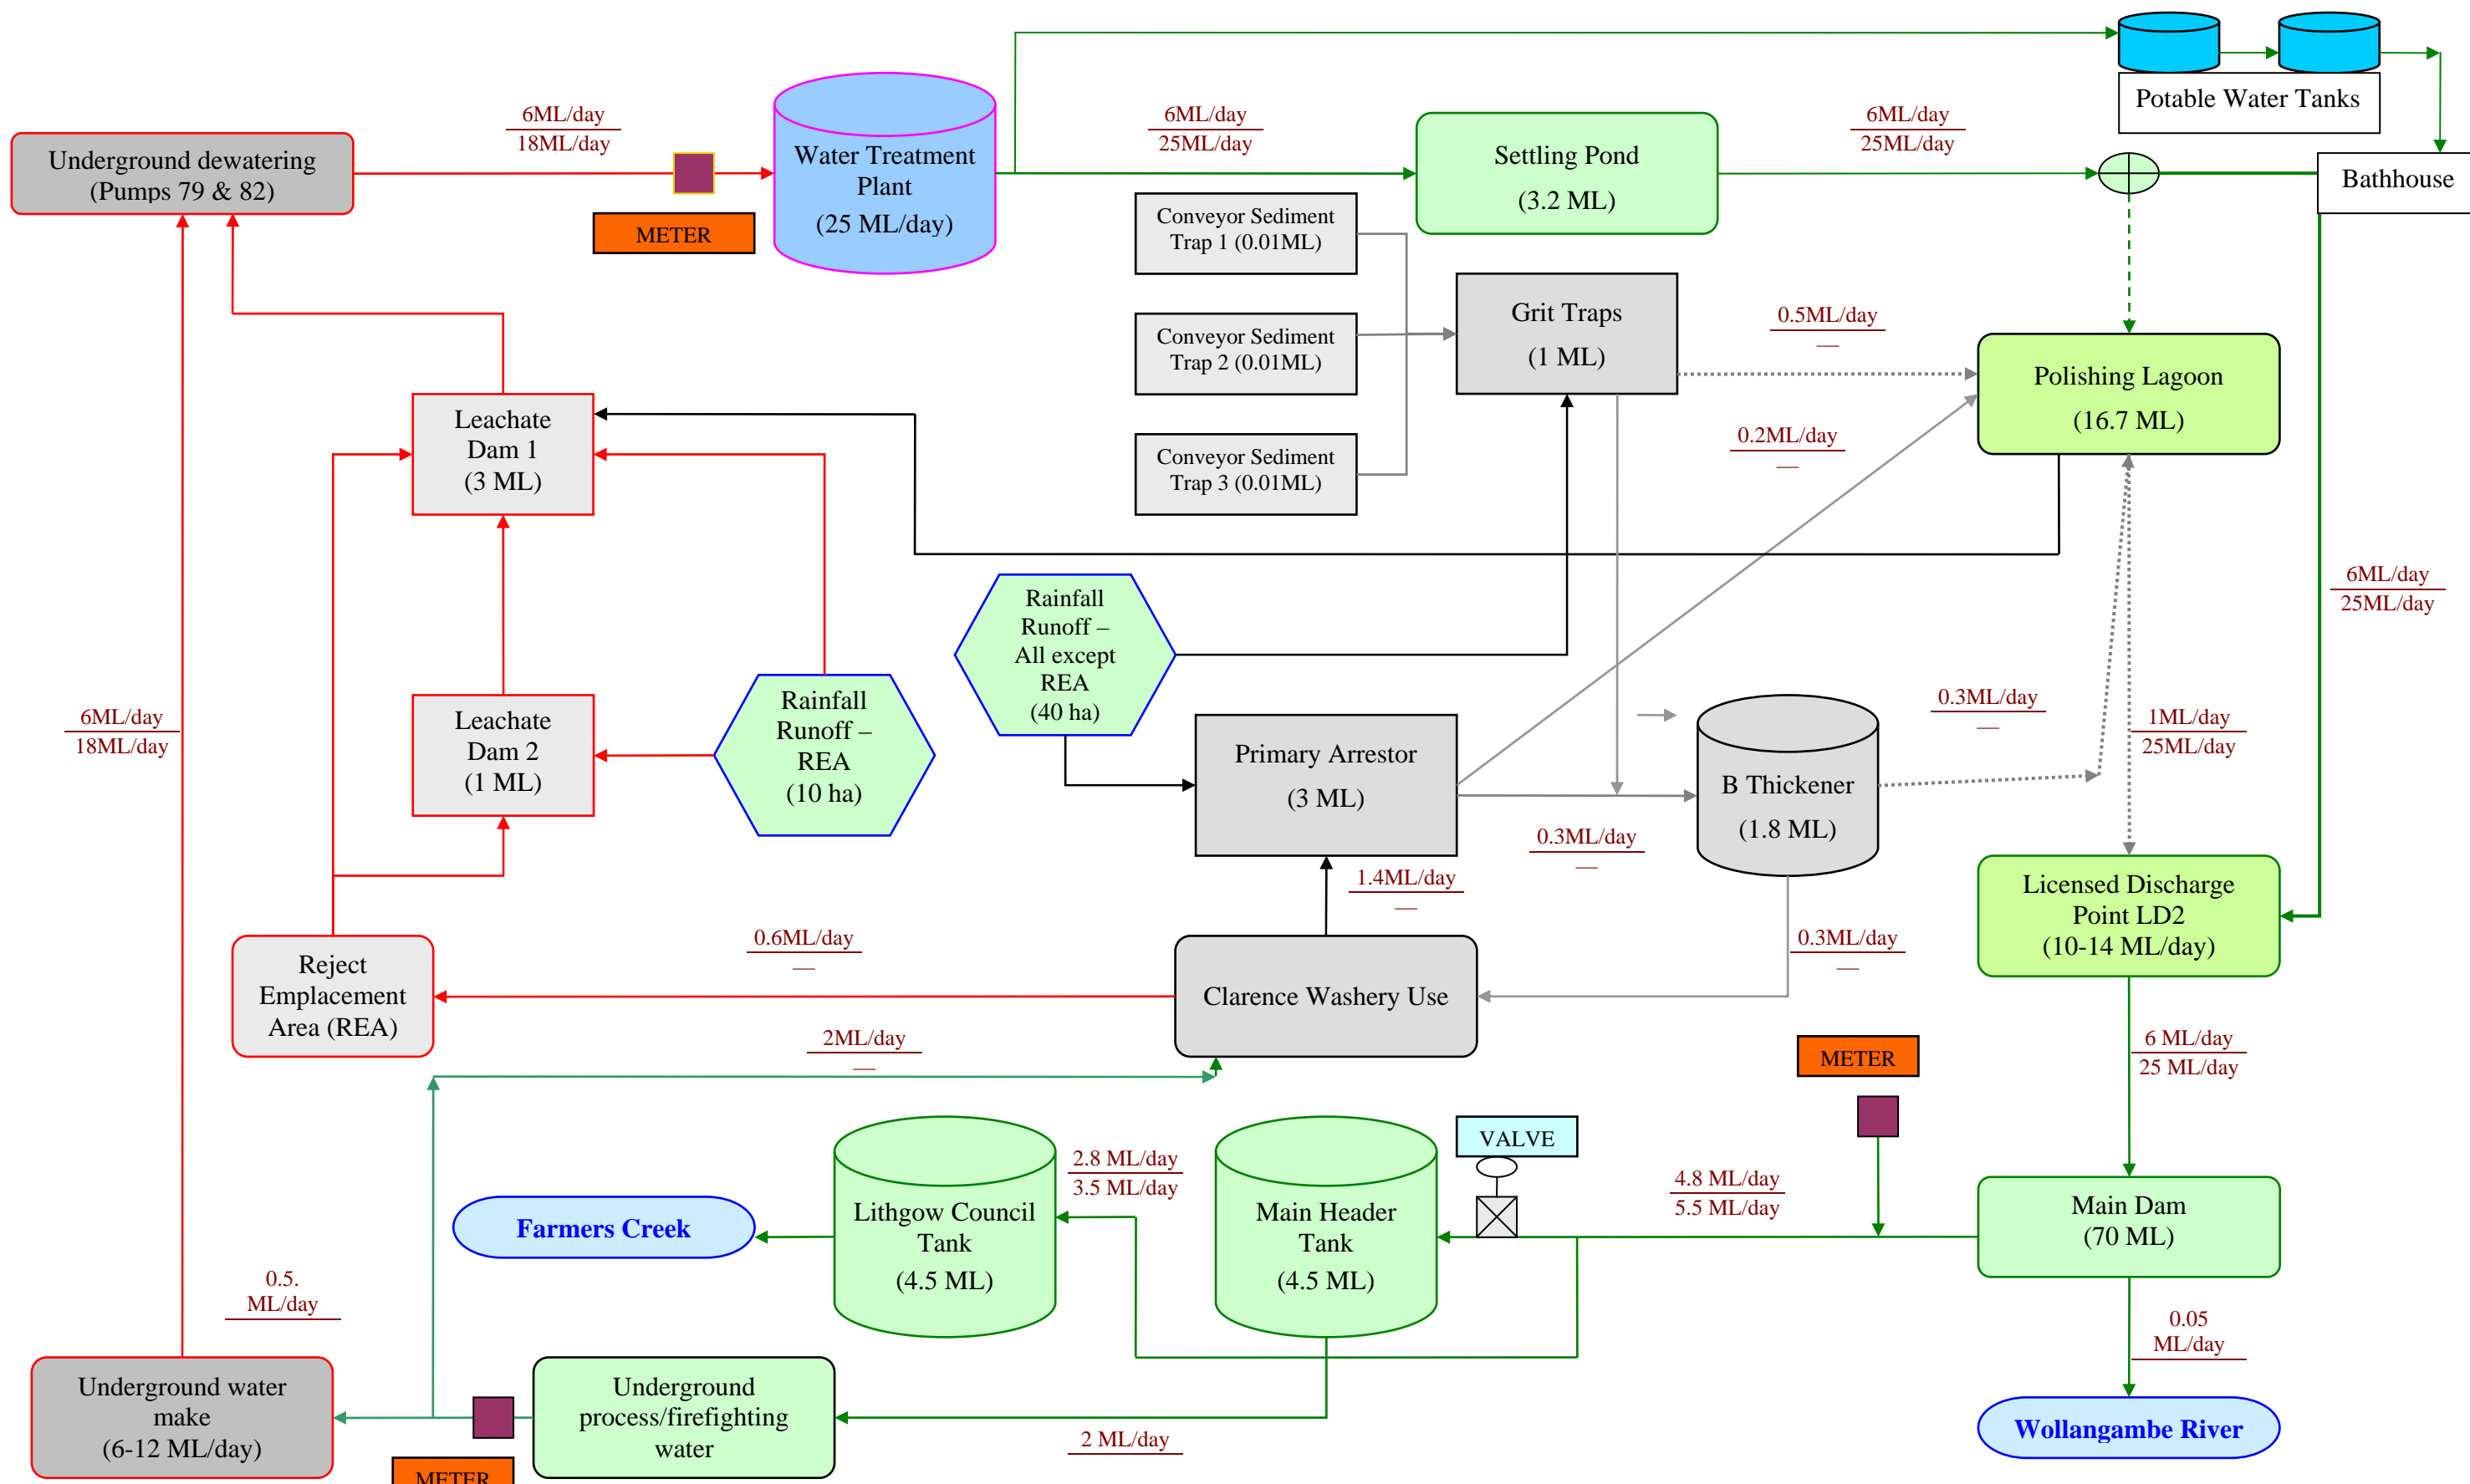 Potable Water Tanks
6ML/day
18ML/day
6ML/day
25ML/day
6ML/day
25ML/day
Underground dewatering
(Pumps 79 & 82)
Water Treatment
Plant
(25 ML/day)
Settling Pond
(3.2 ML)
Bathhouse
METER
Conveyor Sediment
Trap 1 (0.01ML)
Conveyor Sediment
Trap 2 (0.01ML)
Conveyor Sediment
Trap 3 (0.01ML)
Grit Traps
(1 ML)
0.5ML/day
—
0.2ML/day
—
Polishing Lagoon
(16.7 ML)
Leachate
Dam 1
(3 ML)
6ML/day
25ML/day
Rainfall
Runoff –
All except
REA
(40 ha)
Rainfall
Runoff –
REA
(10 ha)
Leachate
Dam 2
(1 ML)
6ML/day
18ML/day
Primary Arrestor
(3 ML)
B Thickener
(1.8 ML)
0.3ML/day
—
1ML/day
25ML/day
0.3ML/day
—
1.4ML/day
—
Licensed Discharge
Point LD2
(10-14 ML/day)
0.6ML/day
—
0.3ML/day
—
Reject
Emplacement
Area (REA)
Clarence Washery Use
2ML/day
—
METER
6 ML/day
25 ML/day
VALVE
2.8 ML/day
3.5 ML/day
4.8 ML/day
5.5 ML/day
Farmers Creek
Lithgow Council
Tank
(4.5 ML)
Main Header
Tank
(4.5 ML)
Main Dam
(70 ML)
0.5.
ML/day
0.05
ML/day
Underground water
make
(6-12 ML/day)
Underground
process/firefighting
water
2 ML/day
Wollangambe River
METER